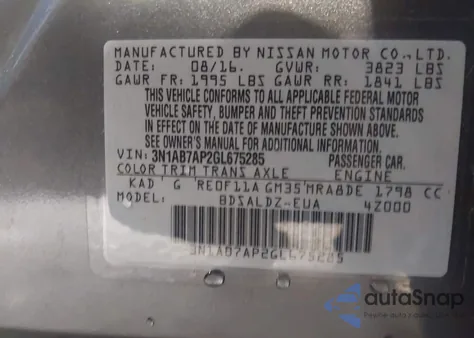 MANUFACTURED BY NISSAN MOTOR CO., LTD.
DATE: 08/16. GVWR: 3823 LBS
GAWR FR: 1995 LBS GAWR RR: 1841 LBS
THIS VEHICLE CONFORMS TO ALL APPLICABLE FEDERAL MOTOR
VEHICLE SAFETY, BUMPER AND THEFT PREVENTION STANDARDS
IN EFFECT ON THE DATE OF MANUFACTURE SHOWN ABOVE.
SEE OWNER'S MANUAL FOR ADDITIONAL INFORMATION.
VIN: 3N1AB7AP2GL675285 PASSENGER CAR.
COLOR TRIM TRANS AXLE ENGINE
KAD G RE0F11A GM35 MRA8DE 1798 CC
MODEL: BDSALDZ-EUA 4Z000
3N1AB7AP2GL675285
autoSnap